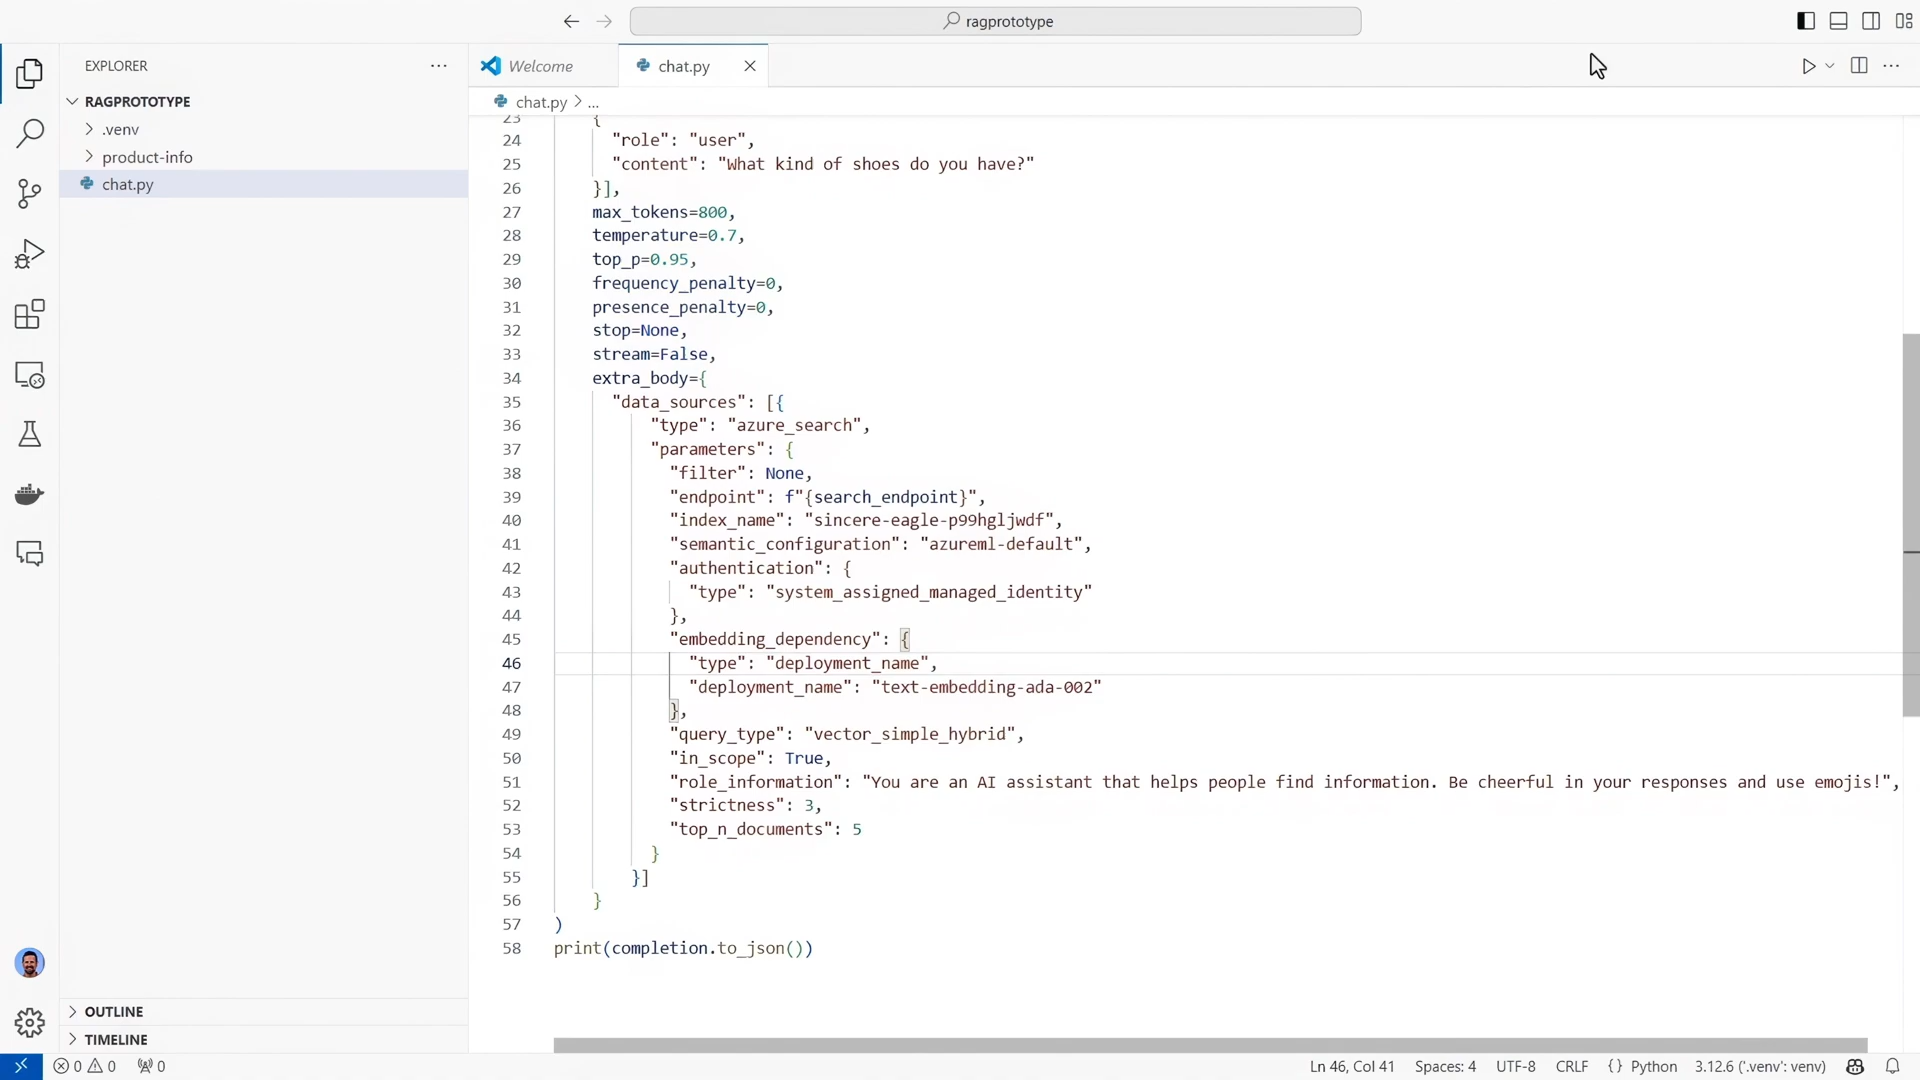 ragprototype
EXPLORER
RAGPROTOTYPE
.venv
product-info
chat.py
OUTLINE
TIMELINE
Welcome
chat.py
chat.py > ...
23 {
24 "role": "user",
25 "content": "What kind of shoes do you have?"
26 }],
27 max_tokens=800,
28 temperature=0.7,
29 top_p=0.95,
30 frequency_penalty=0,
31 presence_penalty=0,
32 stop=None,
33 stream=False,
34 extra_body={
35 "data_sources": [{
36 "type": "azure_search",
37 "parameters": {
38 "filter": None,
39 "endpoint": f"{search_endpoint}",
40 "index_name": "sincere-eagle-p99hgljwdf",
41 "semantic_configuration": "azureml-default",
42 "authentication": {
43 "type": "system_assigned_managed_identity"
44 },
45 "embedding_dependency": {
46 "type": "deployment_name",
47 "deployment_name": "text-embedding-ada-002"
48 },
49 "query_type": "vector_simple_hybrid",
50 "in_scope": True,
51 "role_information": "You are an AI assistant that helps people find information. Be cheerful in your responses and use emojis!",
52 "strictness": 3,
53 "top_n_documents": 5
54 }
55 }]
56 }
57 )
58 print(completion.to_json())
0 0 0
Ln 46, Col 41 Spaces: 4 UTF-8 CRLF {} Python 3.12.6 ('.venv': venv)